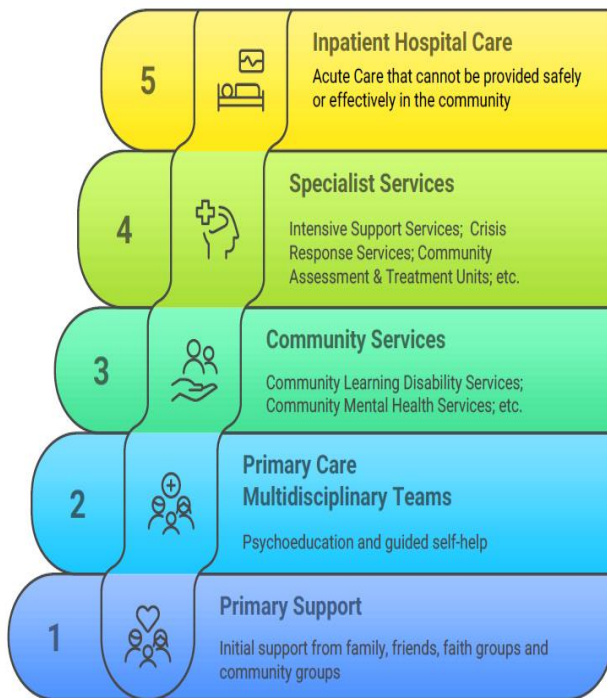 5
Inpatient Hospital Care
Acute Care that cannot be provided safely
or effectively in the community
4
Specialist Services
Intensive Support Services; Crisis
Response Services; Community
Assessment & Treatment Units; etc.
3
Community Services
Community Learning Disability Services;
Community Mental Health Services; etc.
2
Primary Care
Multidisciplinary Teams
Psychoeducation and guided self-help
1
Primary Support
Initial support from family, friends, faith groups and
community groups